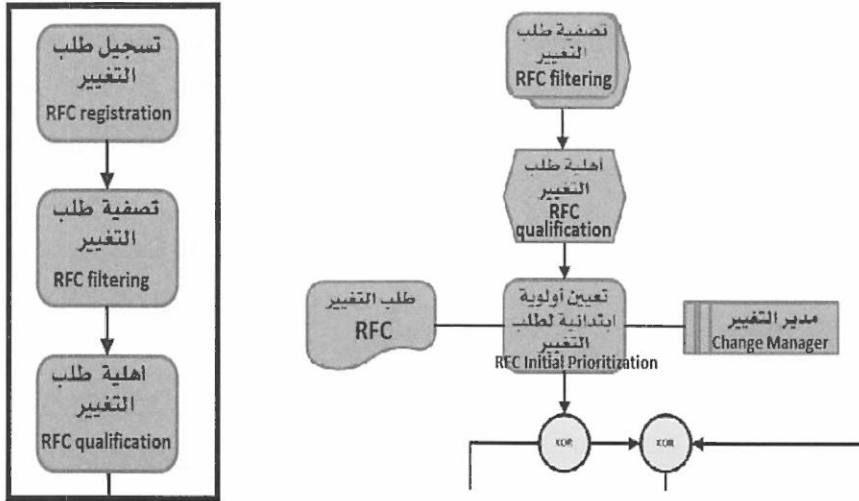 تسجيل طلب
التغيير
RFC registration
تصفية طلب
التغيير
RFC filtering
أهلية طلب
التغيير
RFC qualification
تصفية طلب
التغيير
RFC filtering
أهلية طلب
التغيير
RFC
qualification
طلب التغيير
RFC
تعيين أولوية
ابتدائية لطلب
التغيير
RFC Initial Prioritization
مدير التغيير
Change Manager
XOR
XOR